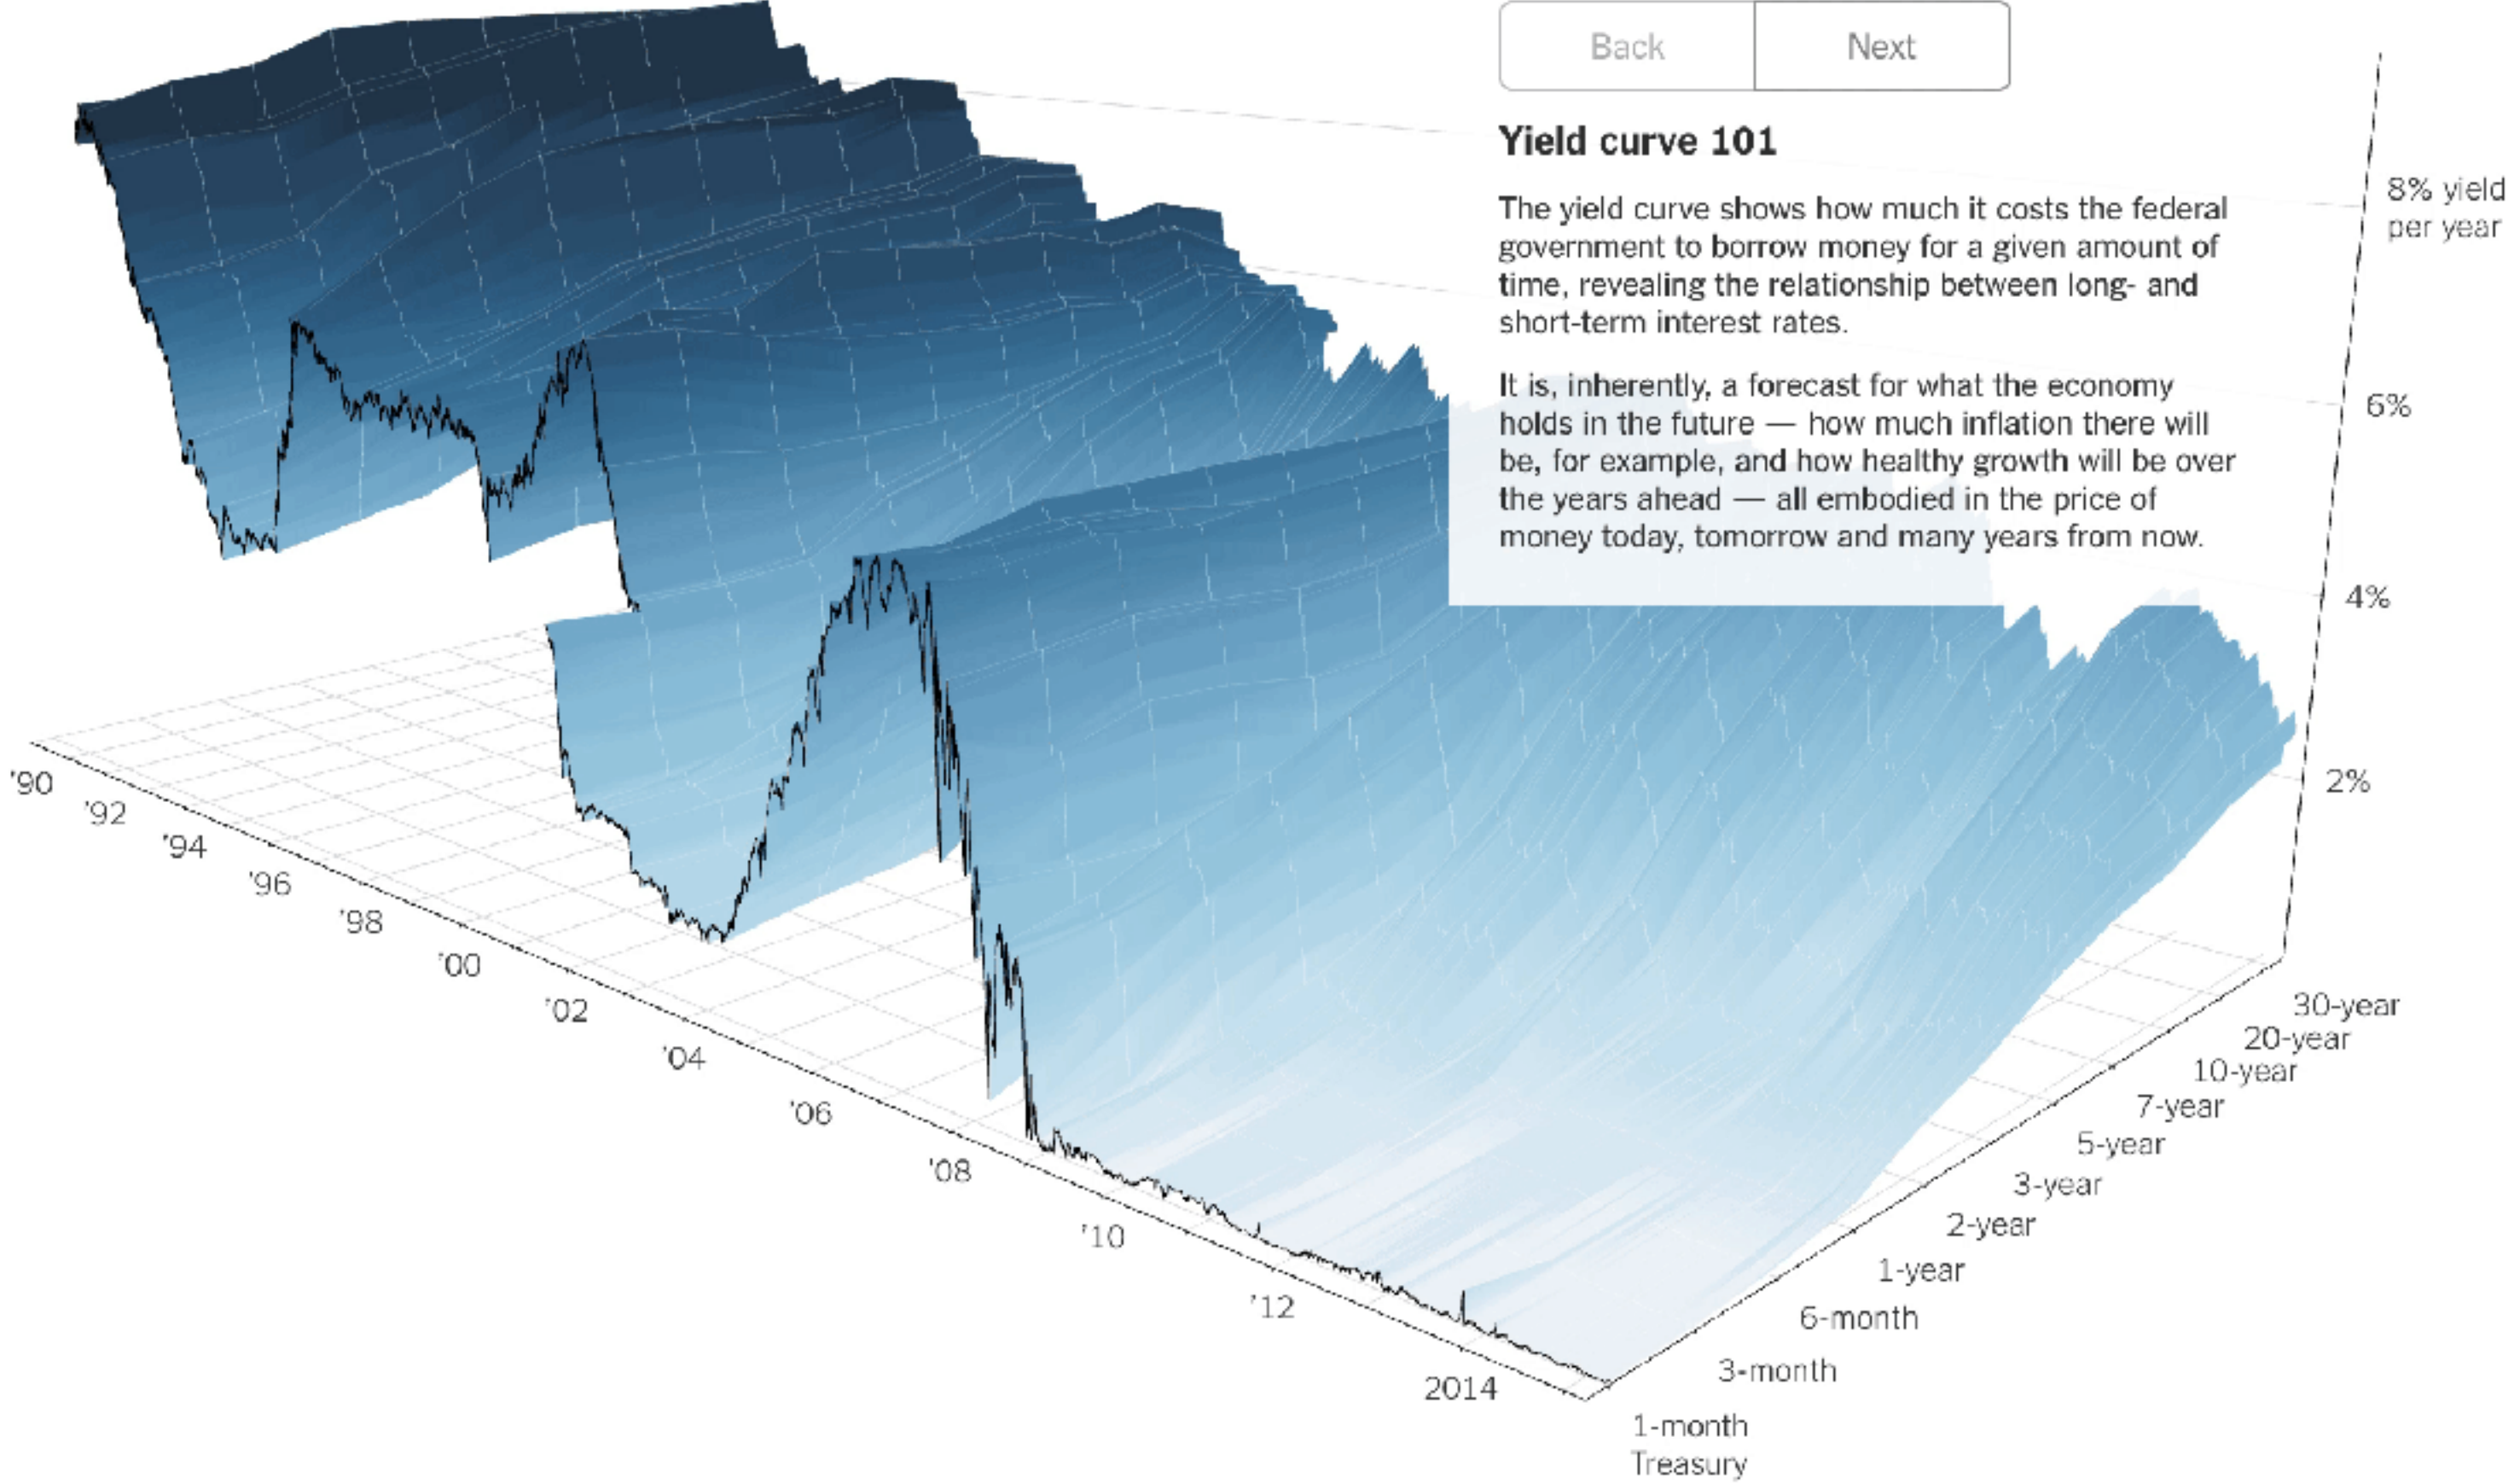 Back
Next
Yield curve 101
The yield curve shows how much it costs the federal
government to borrow money for a given amount of
time, revealing the relationship between long- and
short-term interest rates.
It is, inherently, a forecast for what the economy
holds in the future — how much inflation there will
be, for example, and how healthy growth will be over
the years ahead — all embodied in the price of
money today, tomorrow and many years from now.
8% yield
per year
6%
4%
2%
'90
'92
'94
'96
'98
'00
'02
'04
'06
'08
'10
'12
2014
30-year
20-year
10-year
7-year
5-year
3-year
2-year
1-year
6-month
3-month
1-month
Treasury